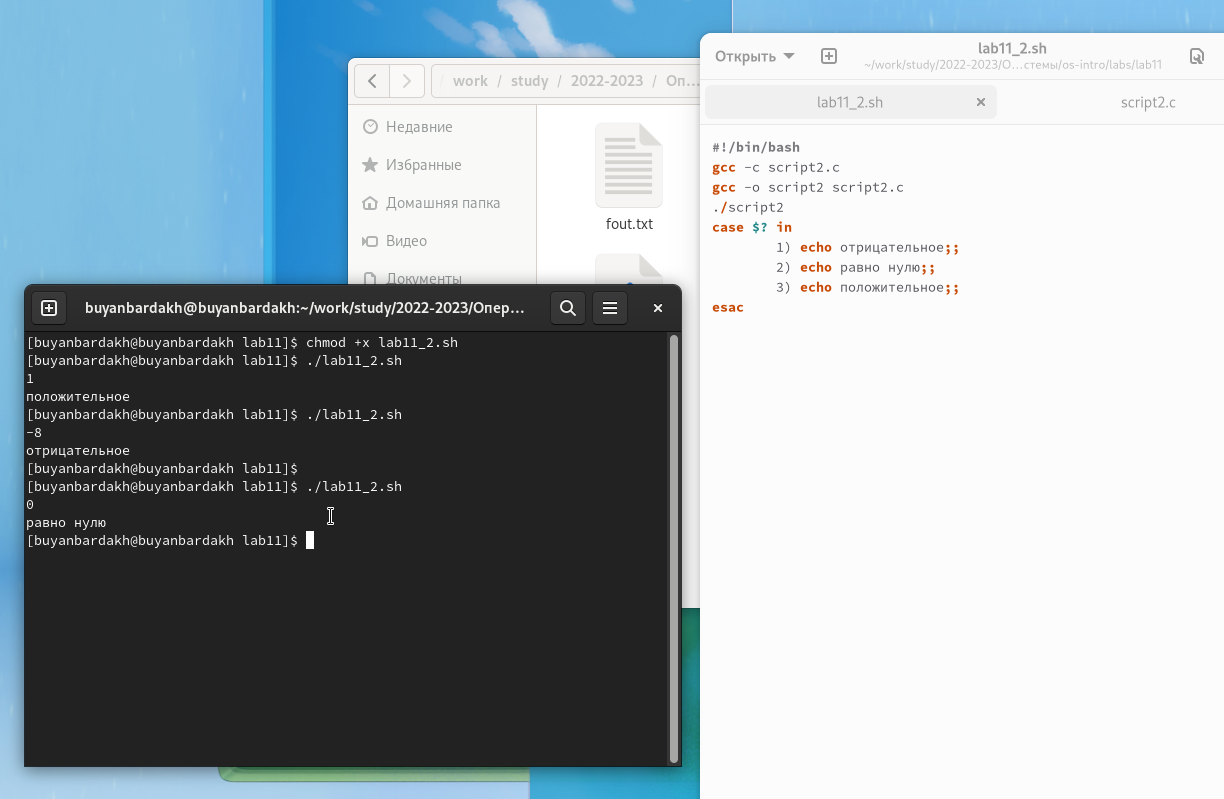 work / study / 2022-2023 / Оп…
Недавние
Избранные
Домашняя папка
Видео
Документы
fout.txt
Открыть
lab11_2.sh
~/work/study/2022-2023/О…стемы/os-intro/labs/lab11
lab11_2.sh
script2.c
#!/bin/bash
gcc -c script2.c
gcc -o script2 script2.c
./script2
case $? in
1) echo отрицательное;;
2) echo равно нулю;;
3) echo положительное;;
esac
buyanbardakh@buyanbardakh:~/work/study/2022-2023/Опер…
[buyanbardakh@buyanbardakh lab11]$ chmod +x lab11_2.sh
[buyanbardakh@buyanbardakh lab11]$ ./lab11_2.sh
1
положительное
[buyanbardakh@buyanbardakh lab11]$ ./lab11_2.sh
-8
отрицательное
[buyanbardakh@buyanbardakh lab11]$
[buyanbardakh@buyanbardakh lab11]$ ./lab11_2.sh
0
равно нулю
[buyanbardakh@buyanbardakh lab11]$